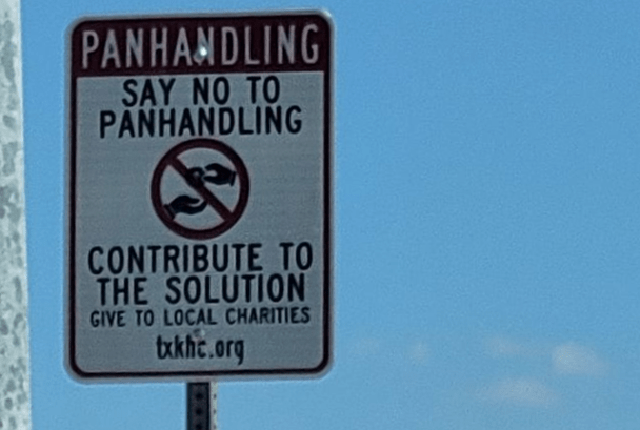 PANHANDLING
SAY NO TO
PANHANDLING
CONTRIBUTE TO
THE SOLUTION
GIVE TO LOCAL CHARITIES
txkhc.org